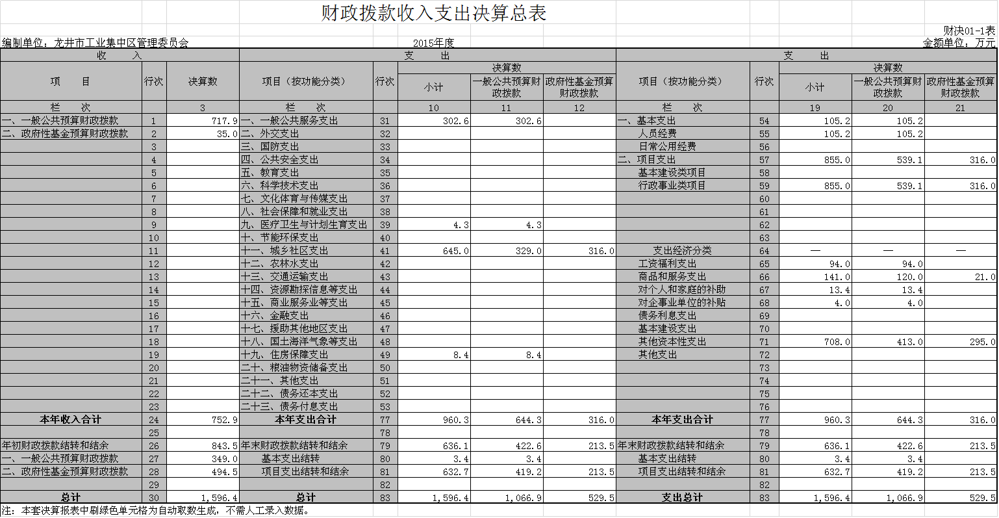 财政拨款收入支出决算总表
财决01-1表
编制单位：龙井市工业集中区管理委员会 2015年度 金额单位：万元
收 入 支 出 支 出
项 目 行次 决算数 项目（按功能分类） 行次 决算数 项目（按功能分类） 行次 决算数
小计 一般公共预算财政拨款 政府性基金预算财政拨款 小计 一般公共预算财政拨款 政府性基金预算财政拨款
栏 次 3 栏 次 10 11 12 栏 次 19 20 21
一、一般公共预算财政拨款 1 717.9 一、一般公共服务支出 31 302.6 302.6 一、基本支出 54 105.2 105.2
二、政府性基金预算财政拨款 2 35.0 二、外交支出 32 人员经费 55 105.2 105.2
3 三、国防支出 33 日常公用经费 56
4 四、公共安全支出 34 二、项目支出 57 855.0 539.1 316.0
5 五、教育支出 35 基本建设类项目 58
6 六、科学技术支出 36 行政事业类项目 59 855.0 539.1 316.0
7 七、文化体育与传媒支出 37 60
8 八、社会保障和就业支出 38 61
9 九、医疗卫生与计划生育支出 39 4.3 4.3 62
10 十、节能环保支出 40 63
11 十一、城乡社区支出 41 645.0 329.0 316.0 支出经济分类 64 — — —
12 十二、农林水支出 42 工资福利支出 65 94.0 94.0
13 十三、交通运输支出 43 商品和服务支出 66 141.0 120.0 21.0
14 十四、资源勘探信息等支出 44 对个人和家庭的补助 67 13.4 13.4
15 十五、商业服务业等支出 45 对企事业单位的补贴 68 4.0 4.0
16 十六、金融支出 46 债务利息支出 69
17 十七、援助其他地区支出 47 基本建设支出 70
18 十八、国土海洋气象等支出 48 其他资本性支出 71 708.0 413.0 295.0
19 十九、住房保障支出 49 8.4 8.4 其他支出 72
20 二十、粮油物资储备支出 50 73
21 二十一、其他支出 51 74
22 二十二、债务还本支出 52 75
23 二十三、债务付息支出 53 76
本年收入合计 24 752.9 本年支出合计 77 960.3 644.3 316.0 本年支出合计 77 960.3 644.3 316.0
25 78 78
年初财政拨款结转和结余 26 843.5 年末财政拨款结转和结余 79 636.1 422.6 213.5 年末财政拨款结转和结余 79 636.1 422.6 213.5
一、一般公共预算财政拨款 27 349.0 基本支出结转 80 3.4 3.4 基本支出结转 80 3.4 3.4
二、政府性基金预算财政拨款 28 494.5 项目支出结转和结余 81 632.7 419.2 213.5 项目支出结转和结余 81 632.7 419.2 213.5
29 82 82
总计 30 1,596.4 总计 83 1,596.4 1,066.9 529.5 支出总计 83 1,596.4 1,066.9 529.5
注：本套决算报表中刷绿色单元格为自动取数生成，不需人工录入数据。